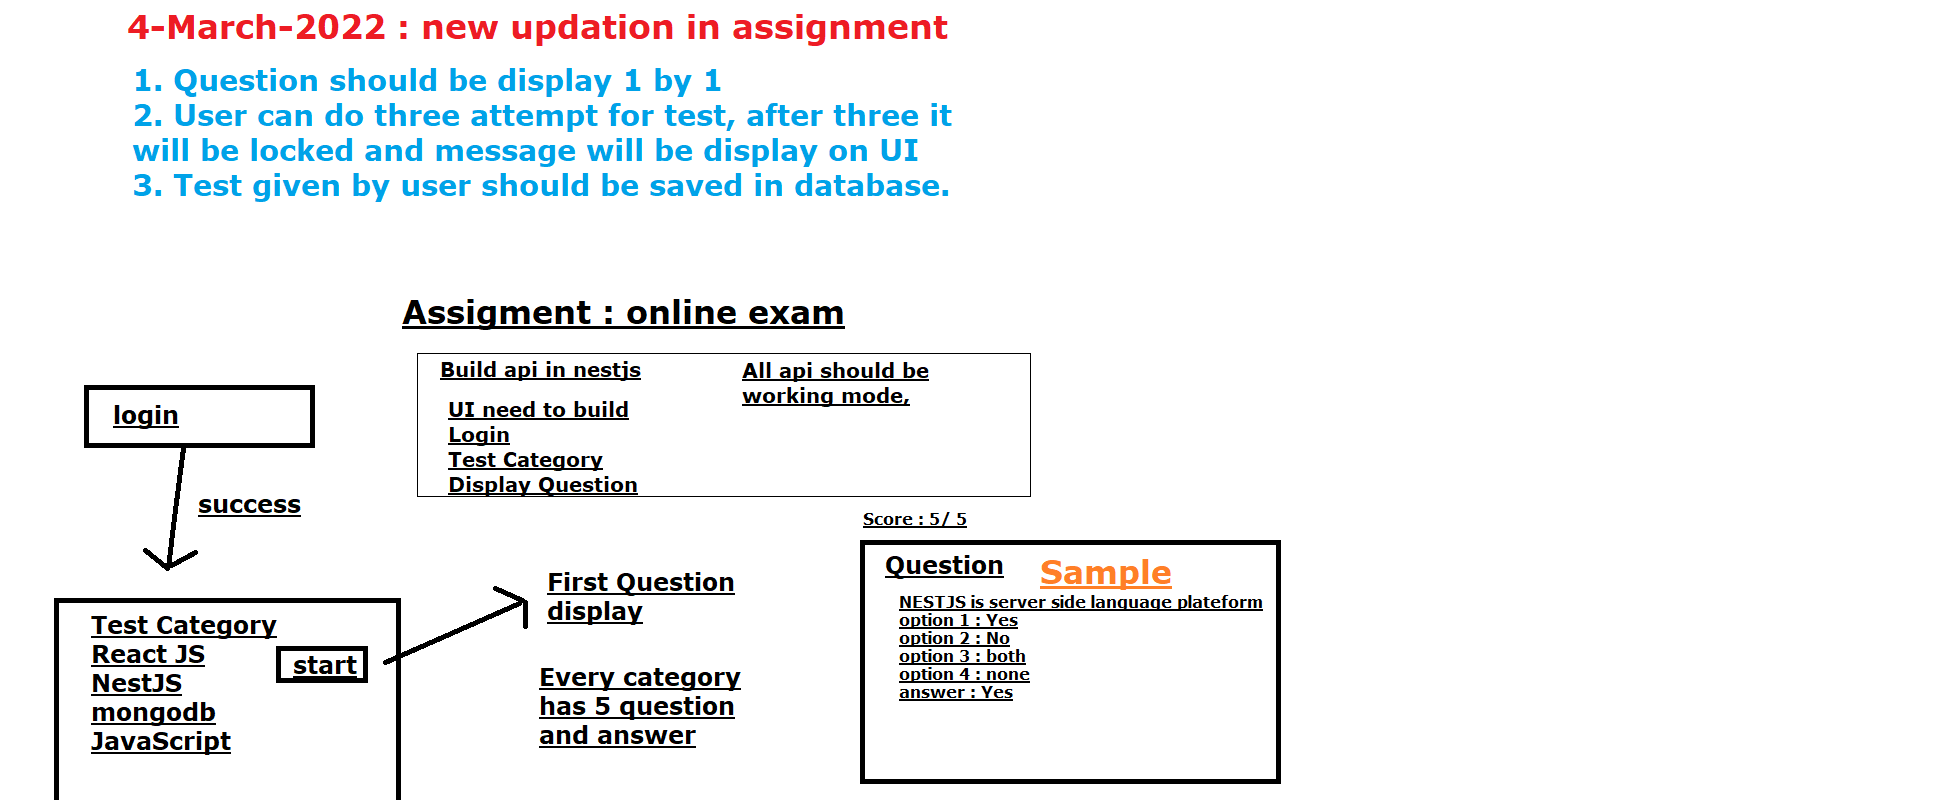 4-March-2022 : new updation in assignment
1. Question should be display 1 by 1
2. User can do three attempt for test, after three it
will be locked and message will be display on UI
3. Test given by user should be saved in database.
Assigment : online exam
Build api in nestjs
UI need to build
Login
Test Category
Display Question
All api should be
working mode,
login
success
Test Category
React JS
NestJS
mongodb
JavaScript
start
First Question
display
Every category
has 5 question
and answer
Score : 5/ 5
Question
Sample
NESTJS is server side language plateform
option 1 : Yes
option 2 : No
option 3 : both
option 4 : none
answer : Yes